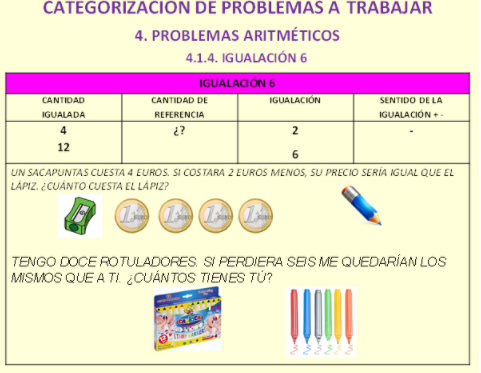 CATEGORIZACIÓN DE PROBLEMAS A TRABAJAR
4. PROBLEMAS ARITMÉTICOS
4.1.4. IGUALACIÓN 6
IGUALACIÓN 6
CANTIDAD IGUALADA
CANTIDAD DE REFERENCIA
IGUALACIÓN
SENTIDO DE LA IGUALACIÓN + -
4
¿?
2
-
12
6
UN SACAPUNTAS CUESTA 4 EUROS. SI COSTARA 2 EUROS MENOS, SU PRECIO SERÍA IGUAL QUE EL
LÁPIZ. ¿CUÁNTO CUESTA EL LÁPIZ?
TENGO DOCE ROTULADORES. SI PERDIERA SEIS ME QUEDARÍAN LOS
MISMOS QUE A TI. ¿CUÁNTOS TIENES TÚ?